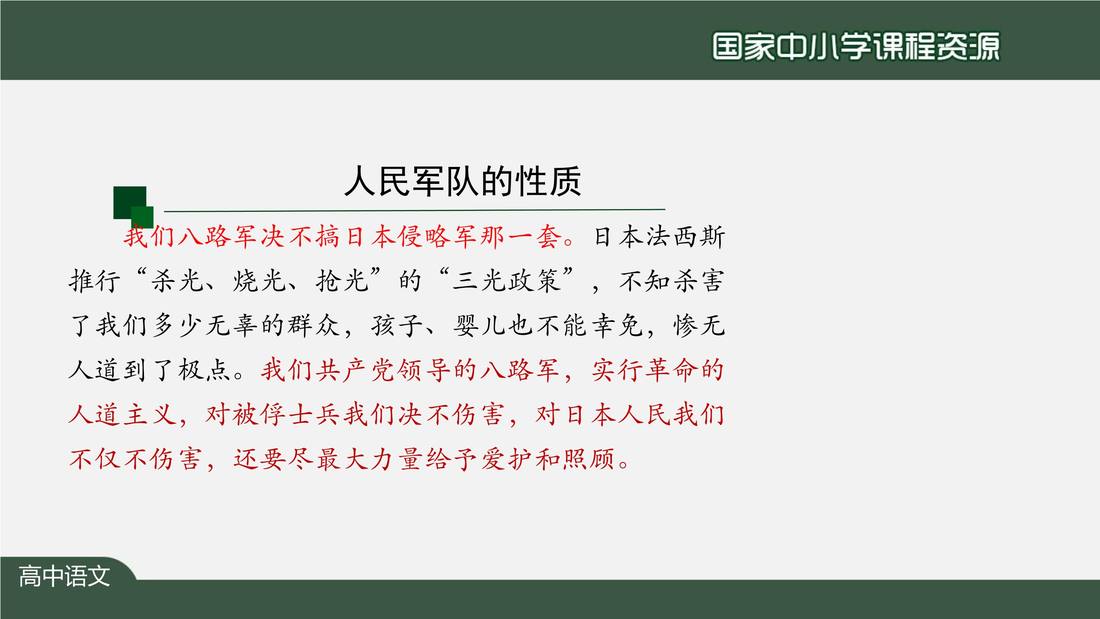 国家中小学课程资源
人民军队的性质
我们八路军决不搞日本侵略军那一套。日本法西斯
推行“杀光、烧光、抢光”的“三光政策”，不知杀害
了我们多少无辜的群众，孩子、婴儿也不能幸免，惨无
人道到了极点。我们共产党领导的八路军，实行革命的
人道主义，对被俘士兵我们决不伤害，对日本人民我们
不仅不伤害，还要尽最大力量给予爱护和照顾。
高中语文